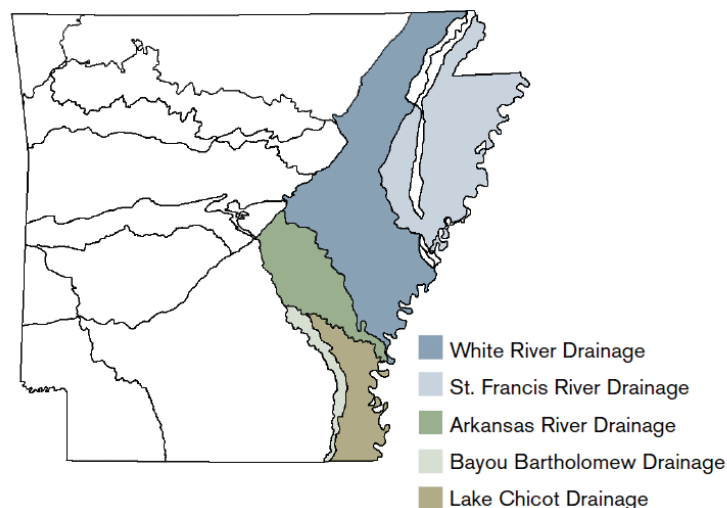 White River Drainage
St. Francis River Drainage
Arkansas River Drainage
Bayou Bartholomew Drainage
Lake Chicot Drainage